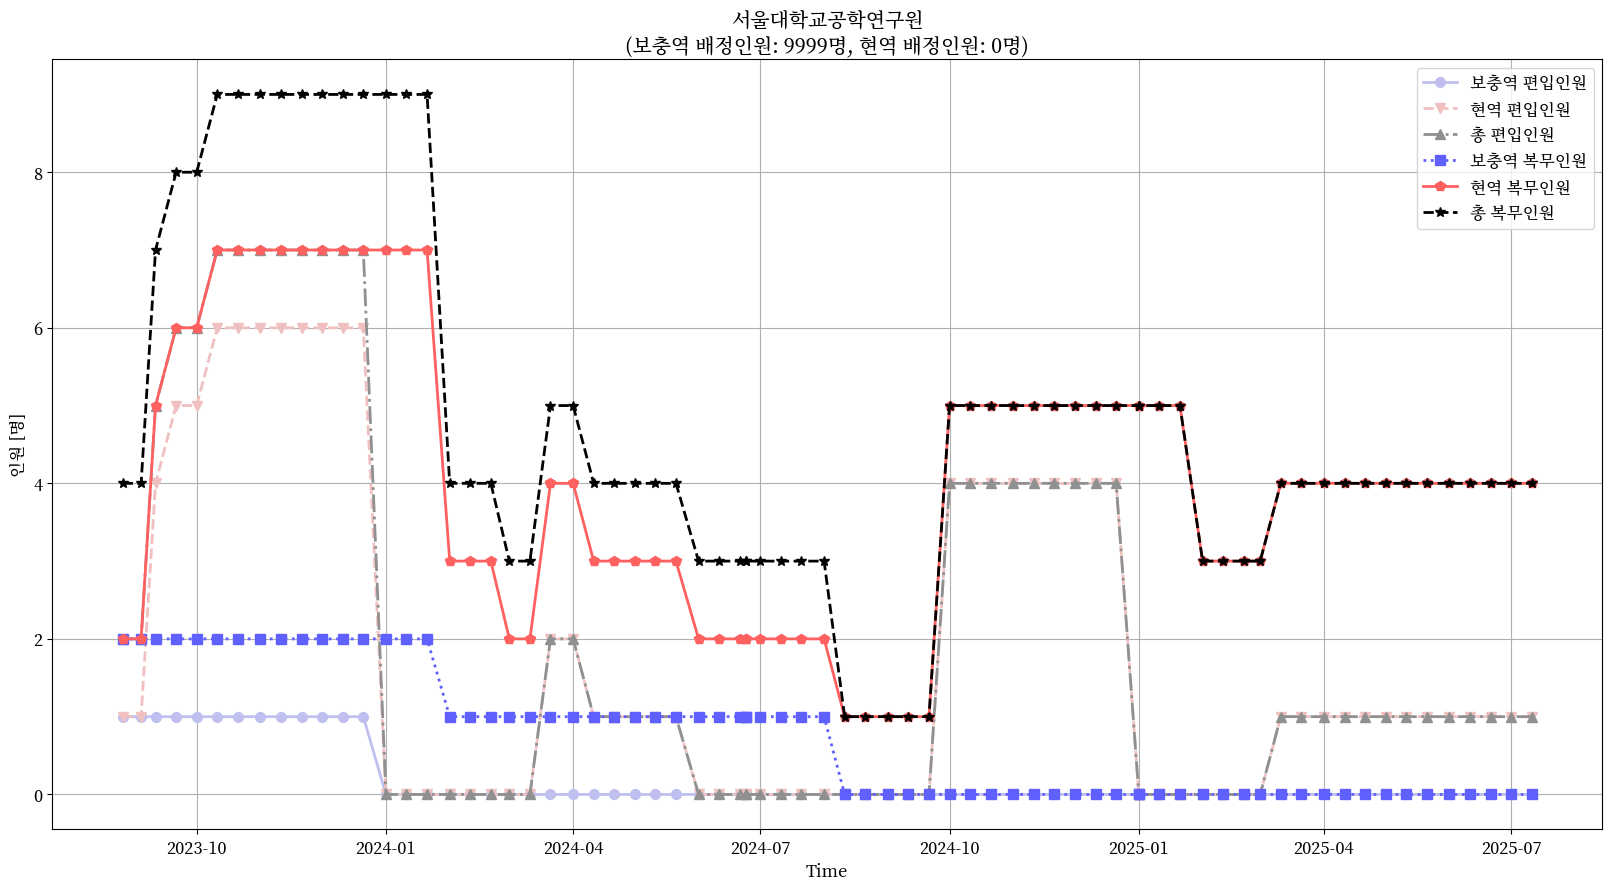 서울대학교공학연구원
(보충역 배정인원: 9999명, 현역 배정인원: 0명)
보충역 편입인원
현역 편입인원
총 편입인원
보충역 복무인원
현역 복무인원
총 복무인원
인원 [명]
8
6
4
2
0
2023-10
2024-01
2024-04
2024-07
2024-10
2025-01
2025-04
2025-07
Time